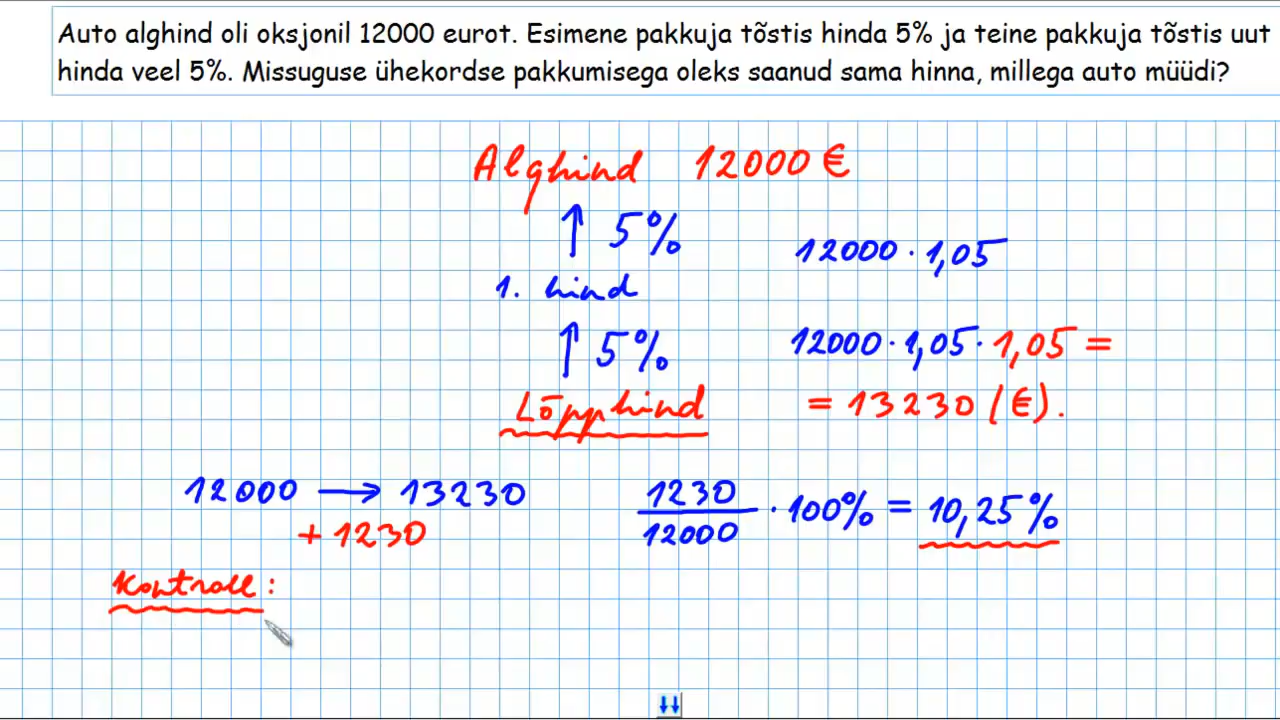 Auto alghind oli oksjonil 12000 eurot. Esimene pakkuja tõstis hinda 5% ja teine pakkuja tõstis uut
hinda veel 5%. Missuguse ühekordse pakkumisega oleks saanud sama hinna, millega auto müüdi?
Alghind 12000 €
↑ 5%
12000 · 1,05
1. hind
↑ 5%
12000 · 1,05 · 1,05 =
Lõpphind
= 13230 (€).
12000 → 13230
+ 1230
1230
12000
· 100% = 10,25%
Kontroll: